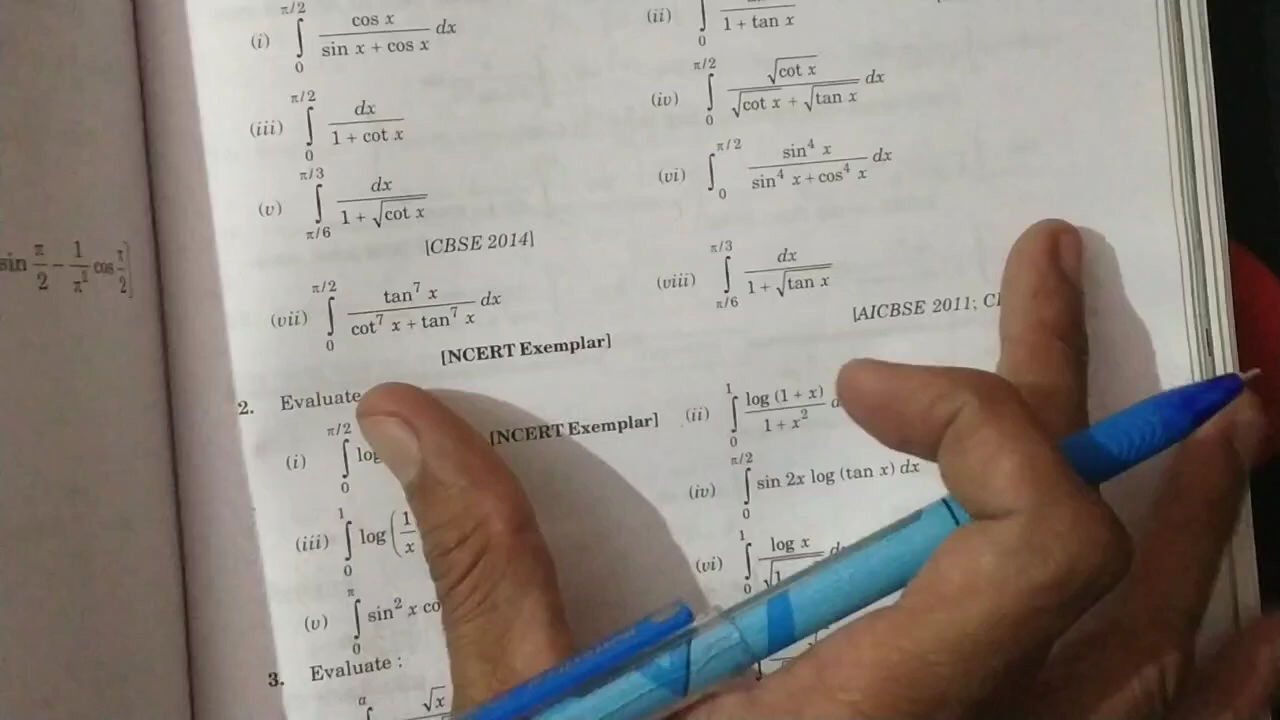 (i) ∫₀^{π/2} cos x / (sin x + cos x) dx
(ii) ∫₀ / (1 + tan x)
(iii) ∫₀^{π/2} dx / (1 + cot x)
(iv) ∫₀^{π/2} √cot x / (√cot x + √tan x) dx
(v) ∫_{π/6}^{π/3} dx / (1 + √cot x)
[CBSE 2014]
(vi) ∫₀^{π/2} sin⁴ x / (sin⁴ x + cos⁴ x) dx
(vii) ∫₀^{π/2} tan⁷ x / (cot⁷ x + tan⁷ x) dx
[NCERT Exemplar]
(viii) ∫_{π/6}^{π/3} dx / (1 + √tan x)
[AICBSE 2011;
sin π/2 − 1/π² cos π/2]
2. Evaluate
(i) ∫₀^{π/2} log
[NCERT Exemplar]
(ii) ∫₀¹ log (1 + x) / (1 + x²)
(iii) ∫₀¹ log (1/x
(iv) ∫₀^{π/2} sin 2x log (tan x) dx
(v) ∫₀^π sin² x
(vi) ∫₀¹ log x / √1
3. Evaluate :
a √x